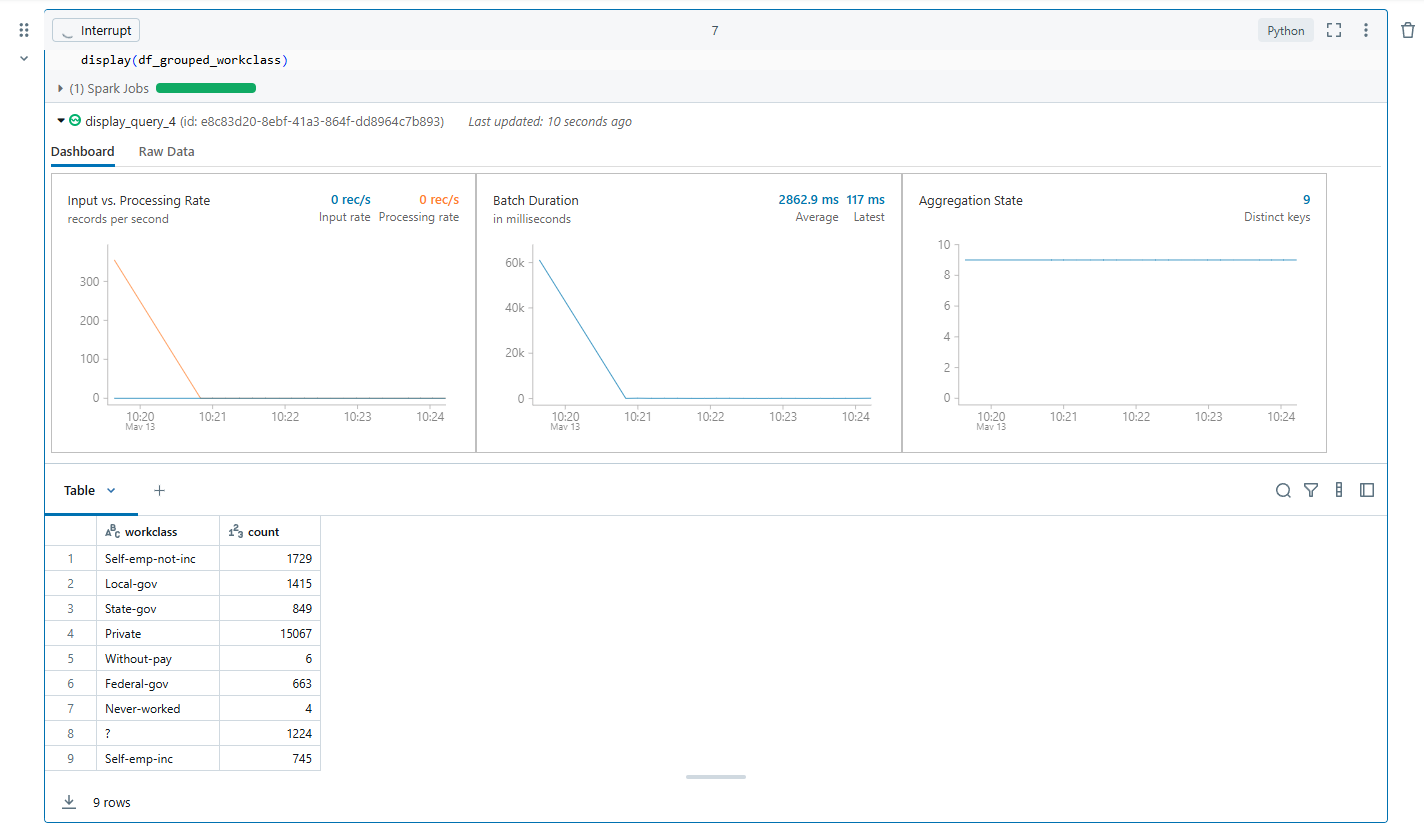 Interrupt 7 Python
display(df_grouped_workclass)
(1) Spark Jobs
display_query_4 (id: e8c83d20-8ebf-41a3-864f-dd8964c7b893) Last updated: 10 seconds ago
Dashboard Raw Data
Input vs. Processing Rate 0 rec/s 0 rec/s
records per second Input rate Processing rate
300
200
100
0
10:20 10:21 10:22 10:23 10:24
May 13
Batch Duration 2862.9 ms 117 ms
in milliseconds Average Latest
60k
40k
20k
0
10:20 10:21 10:22 10:23 10:24
May 13
Aggregation State 9
Distinct keys
10
8
6
4
2
0
10:20 10:21 10:22 10:23 10:24
May 13
Table
ABC workclass 123 count
1 Self-emp-not-inc 1729
2 Local-gov 1415
3 State-gov 849
4 Private 15067
5 Without-pay 6
6 Federal-gov 663
7 Never-worked 4
8 ? 1224
9 Self-emp-inc 745
9 rows